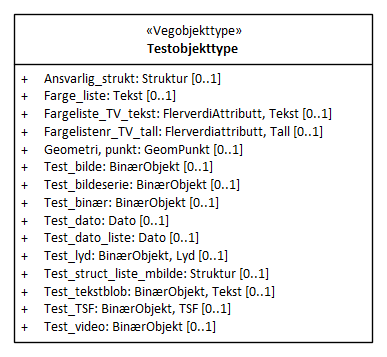 «Vegobjekttype»
Testobjekttype
+ Ansvarlig_strukt: Struktur [0..1]
+ Farge_liste: Tekst [0..1]
+ Fargeliste_TV_tekst: FlerverdiAttributt, Tekst [0..1]
+ Fargelistenr_TV_tall: Flerverdiattributt, Tall [0..1]
+ Geometri, punkt: GeomPunkt [0..1]
+ Test_bilde: BinærObjekt [0..1]
+ Test_bildeserie: BinærObjekt [0..1]
+ Test_binær: BinærObjekt [0..1]
+ Test_dato: Dato [0..1]
+ Test_dato_liste: Dato [0..1]
+ Test_lyd: BinærObjekt, Lyd [0..1]
+ Test_struct_liste_mbilde: Struktur [0..1]
+ Test_tekstblob: BinærObjekt, Tekst [0..1]
+ Test_TSF: BinærObjekt, TSF [0..1]
+ Test_video: BinærObjekt [0..1]